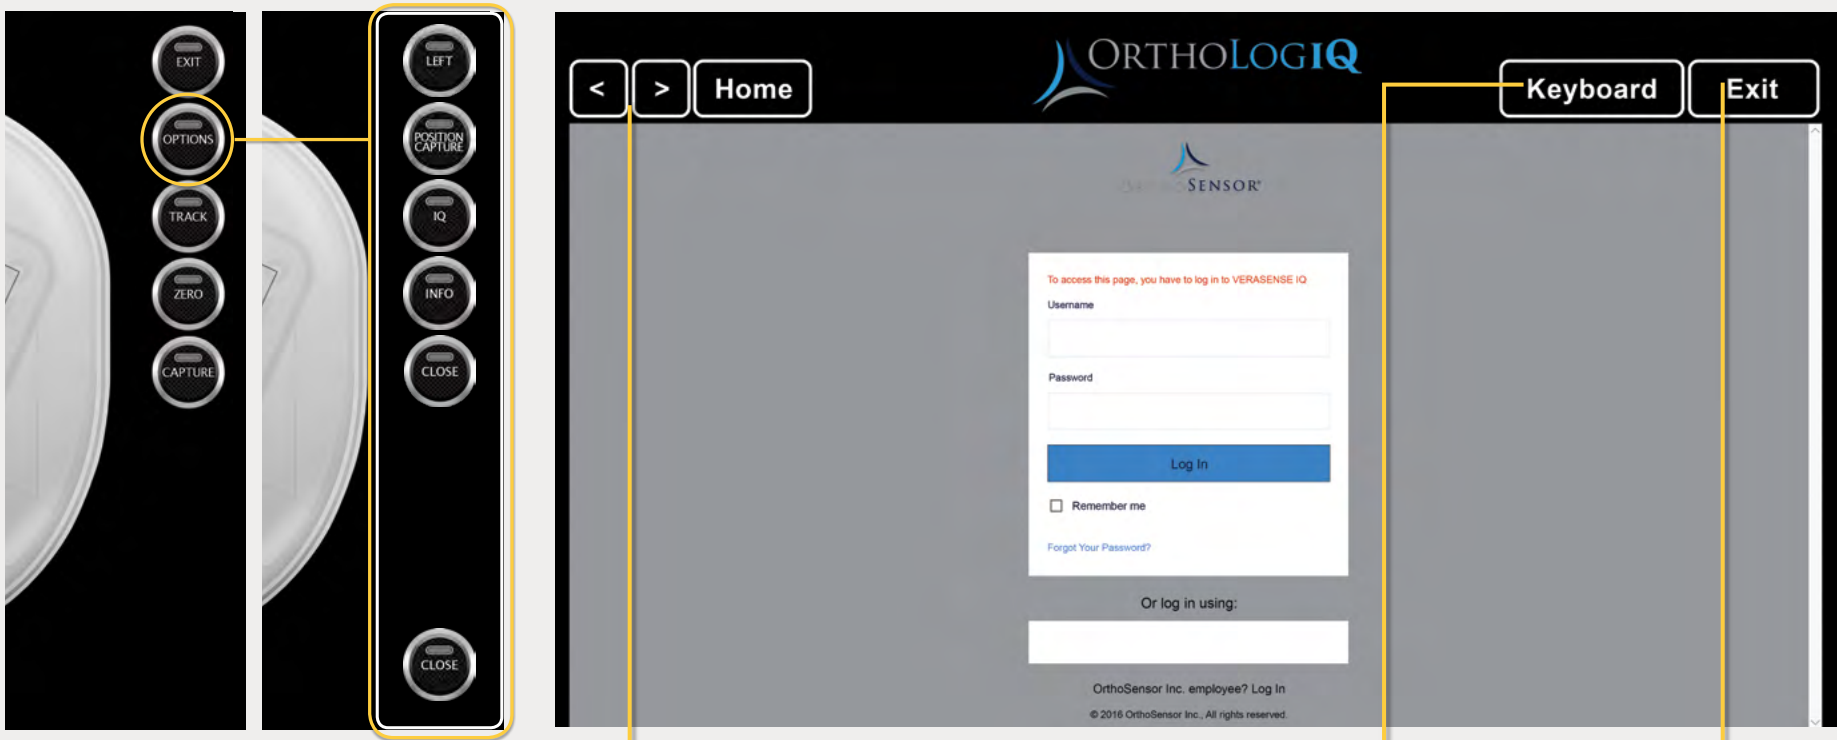 EXIT
OPTIONS
TRACK
ZERO
CAPTURE
LEFT
POSITION
CAPTURE
IQ
INFO
CLOSE
CLOSE
<
>
Home
ORTHOLOGIQ
Keyboard
Exit
SENSOR®
To access this page, you have to log in to VERASENSE IQ
Username
Password
Log In
Remember me
Forgot Your Password?
Or log in using:
OrthoSensor Inc. employee? Log In
© 2016 OrthoSensor Inc., All rights reserved.